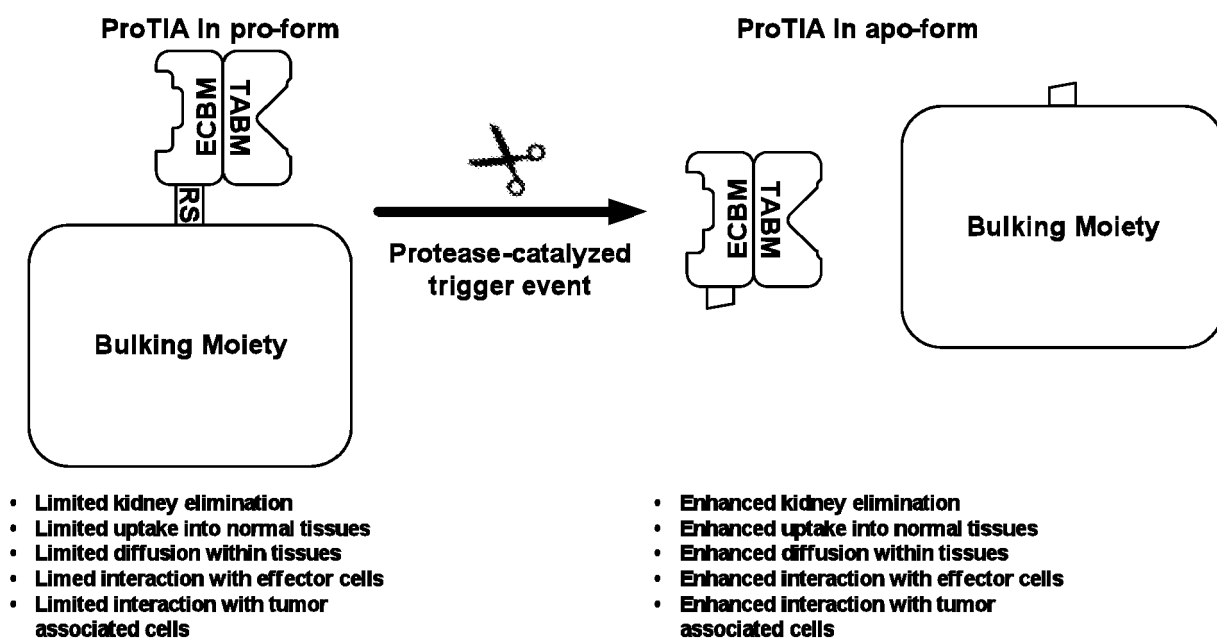 ProTIA In pro-form
ECBM
TABM
RS
Bulking Moiety
• Limited kidney elimination
• Limited uptake into normal tissues
• Limited diffusion within tissues
• Limed interaction with effector cells
• Limited interaction with tumor
associated cells
Protease-catalyzed
trigger event
ProTIA In apo-form
ECBM
TABM
Bulking Moiety
• Enhanced kidney elimination
• Enhanced uptake into normal tissues
• Enhanced diffusion within tissues
• Enhanced interaction with effector cells
• Enhanced interaction with tumor
associated cells